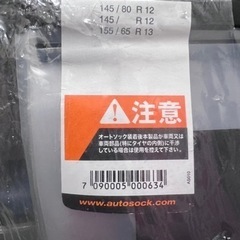 145/80 R 12
145/ R 12
155/65 R 13
注意
オートソック装着後本製品が車両又は
車両部品(特にタイヤの内側)に干渉
している場合は使用を控えて下さい。
7 090005 000634
www.autosock.com